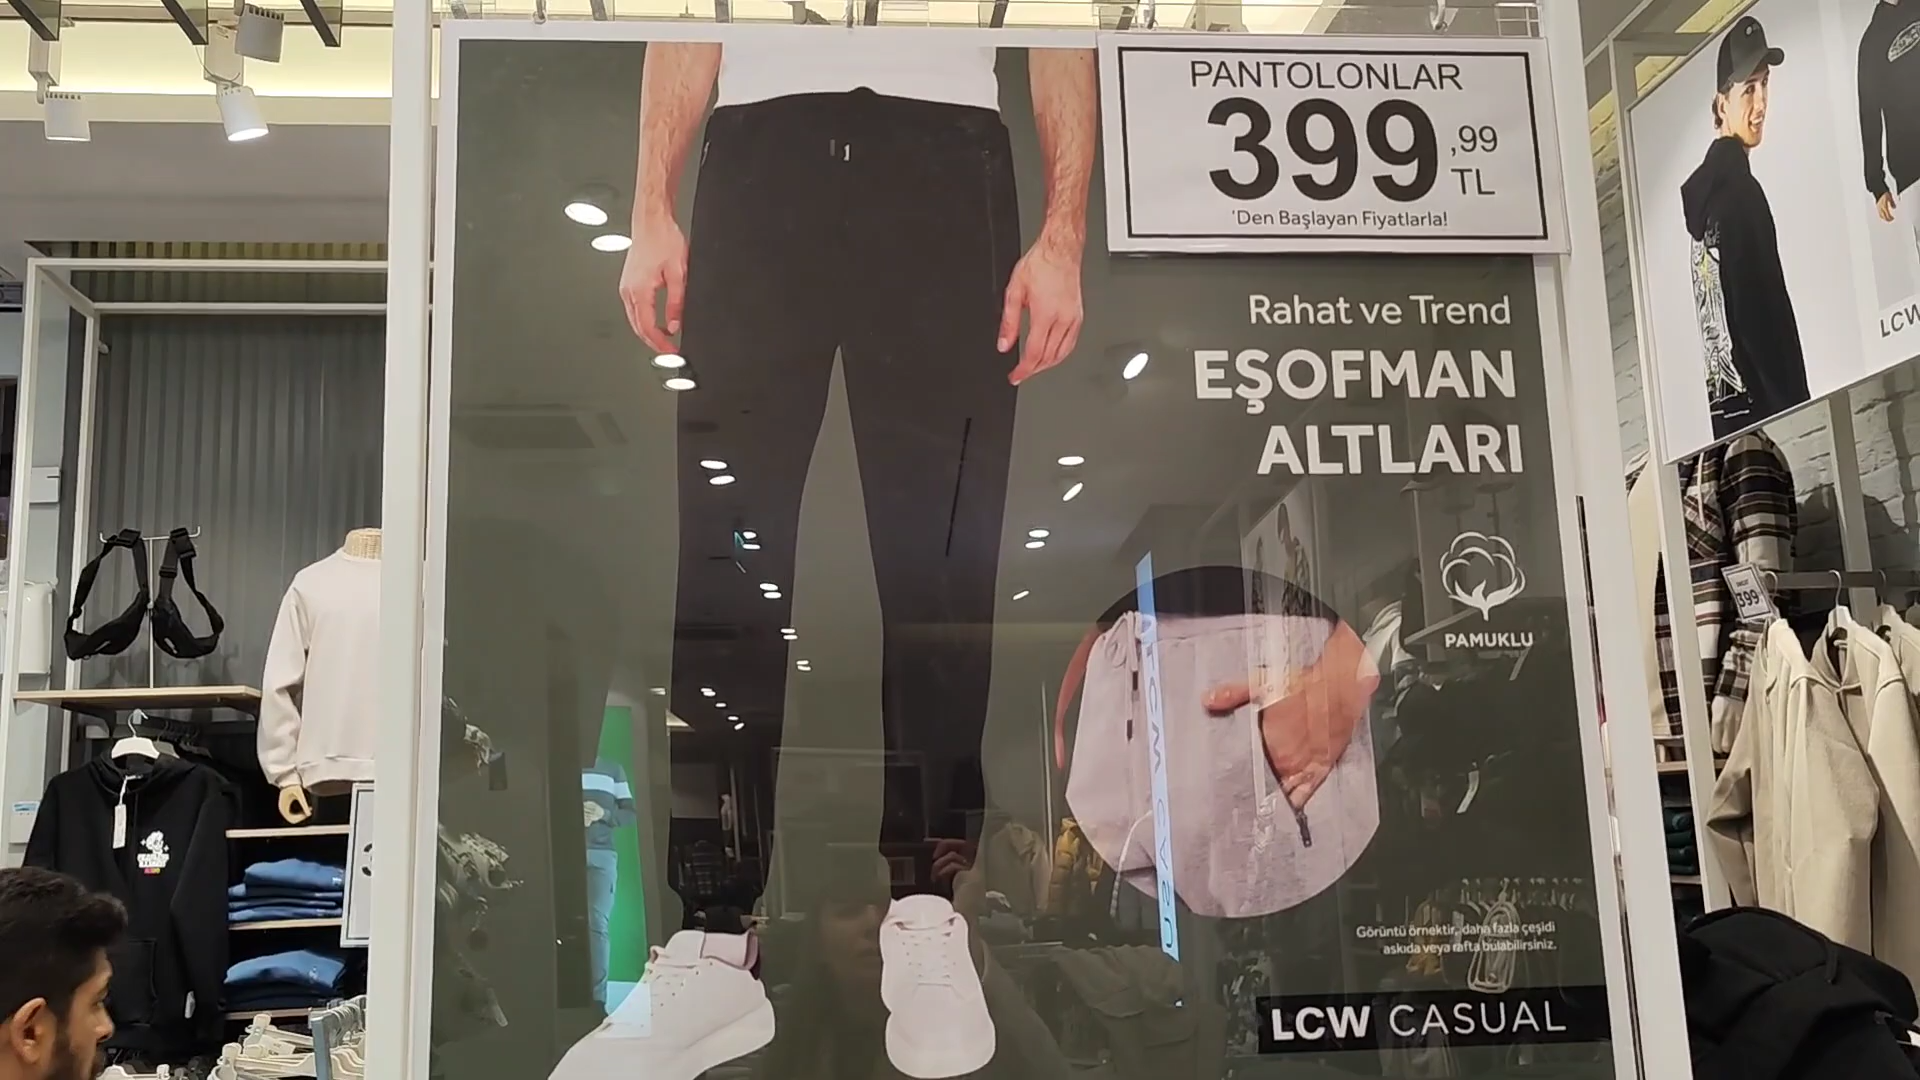 PANTOLONLAR
399,99
TL
'Den Başlayan Fiyatlarla!
Rahat ve Trend
EŞOFMAN
ALTLARI
PAMUKLU
Görüntü örnektir, daha fazla çeşidi
askıda veya rafta bulabilirsiniz.
LCW CASUAL
LCW
399